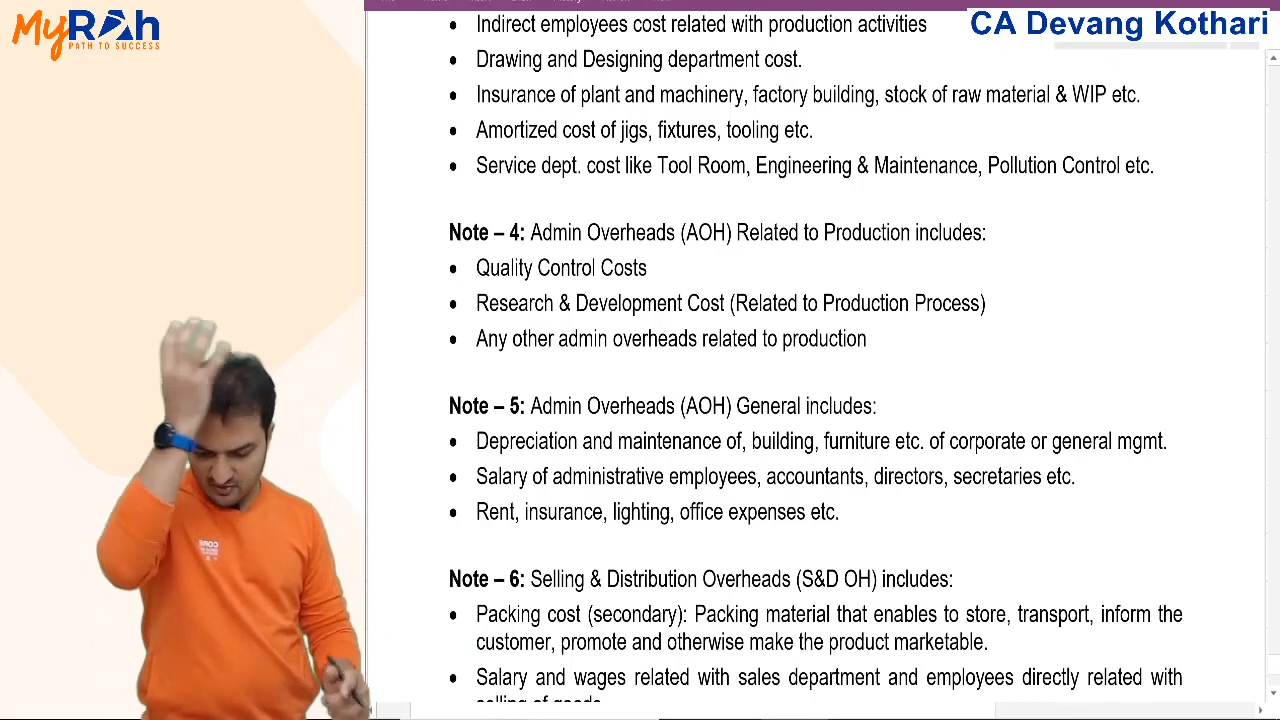 MyRAh
PATH TO SUCCESS
CA Devang Kothari
• Indirect employees cost related with production activities
• Drawing and Designing department cost.
• Insurance of plant and machinery, factory building, stock of raw material & WIP etc.
• Amortized cost of jigs, fixtures, tooling etc.
• Service dept. cost like Tool Room, Engineering & Maintenance, Pollution Control etc.
Note – 4: Admin Overheads (AOH) Related to Production includes:
• Quality Control Costs
• Research & Development Cost (Related to Production Process)
• Any other admin overheads related to production
Note – 5: Admin Overheads (AOH) General includes:
• Depreciation and maintenance of, building, furniture etc. of corporate or general mgmt.
• Salary of administrative employees, accountants, directors, secretaries etc.
• Rent, insurance, lighting, office expenses etc.
Note – 6: Selling & Distribution Overheads (S&D OH) includes:
• Packing cost (secondary): Packing material that enables to store, transport, inform the
customer, promote and otherwise make the product marketable.
• Salary and wages related with sales department and employees directly related with
selling of goods